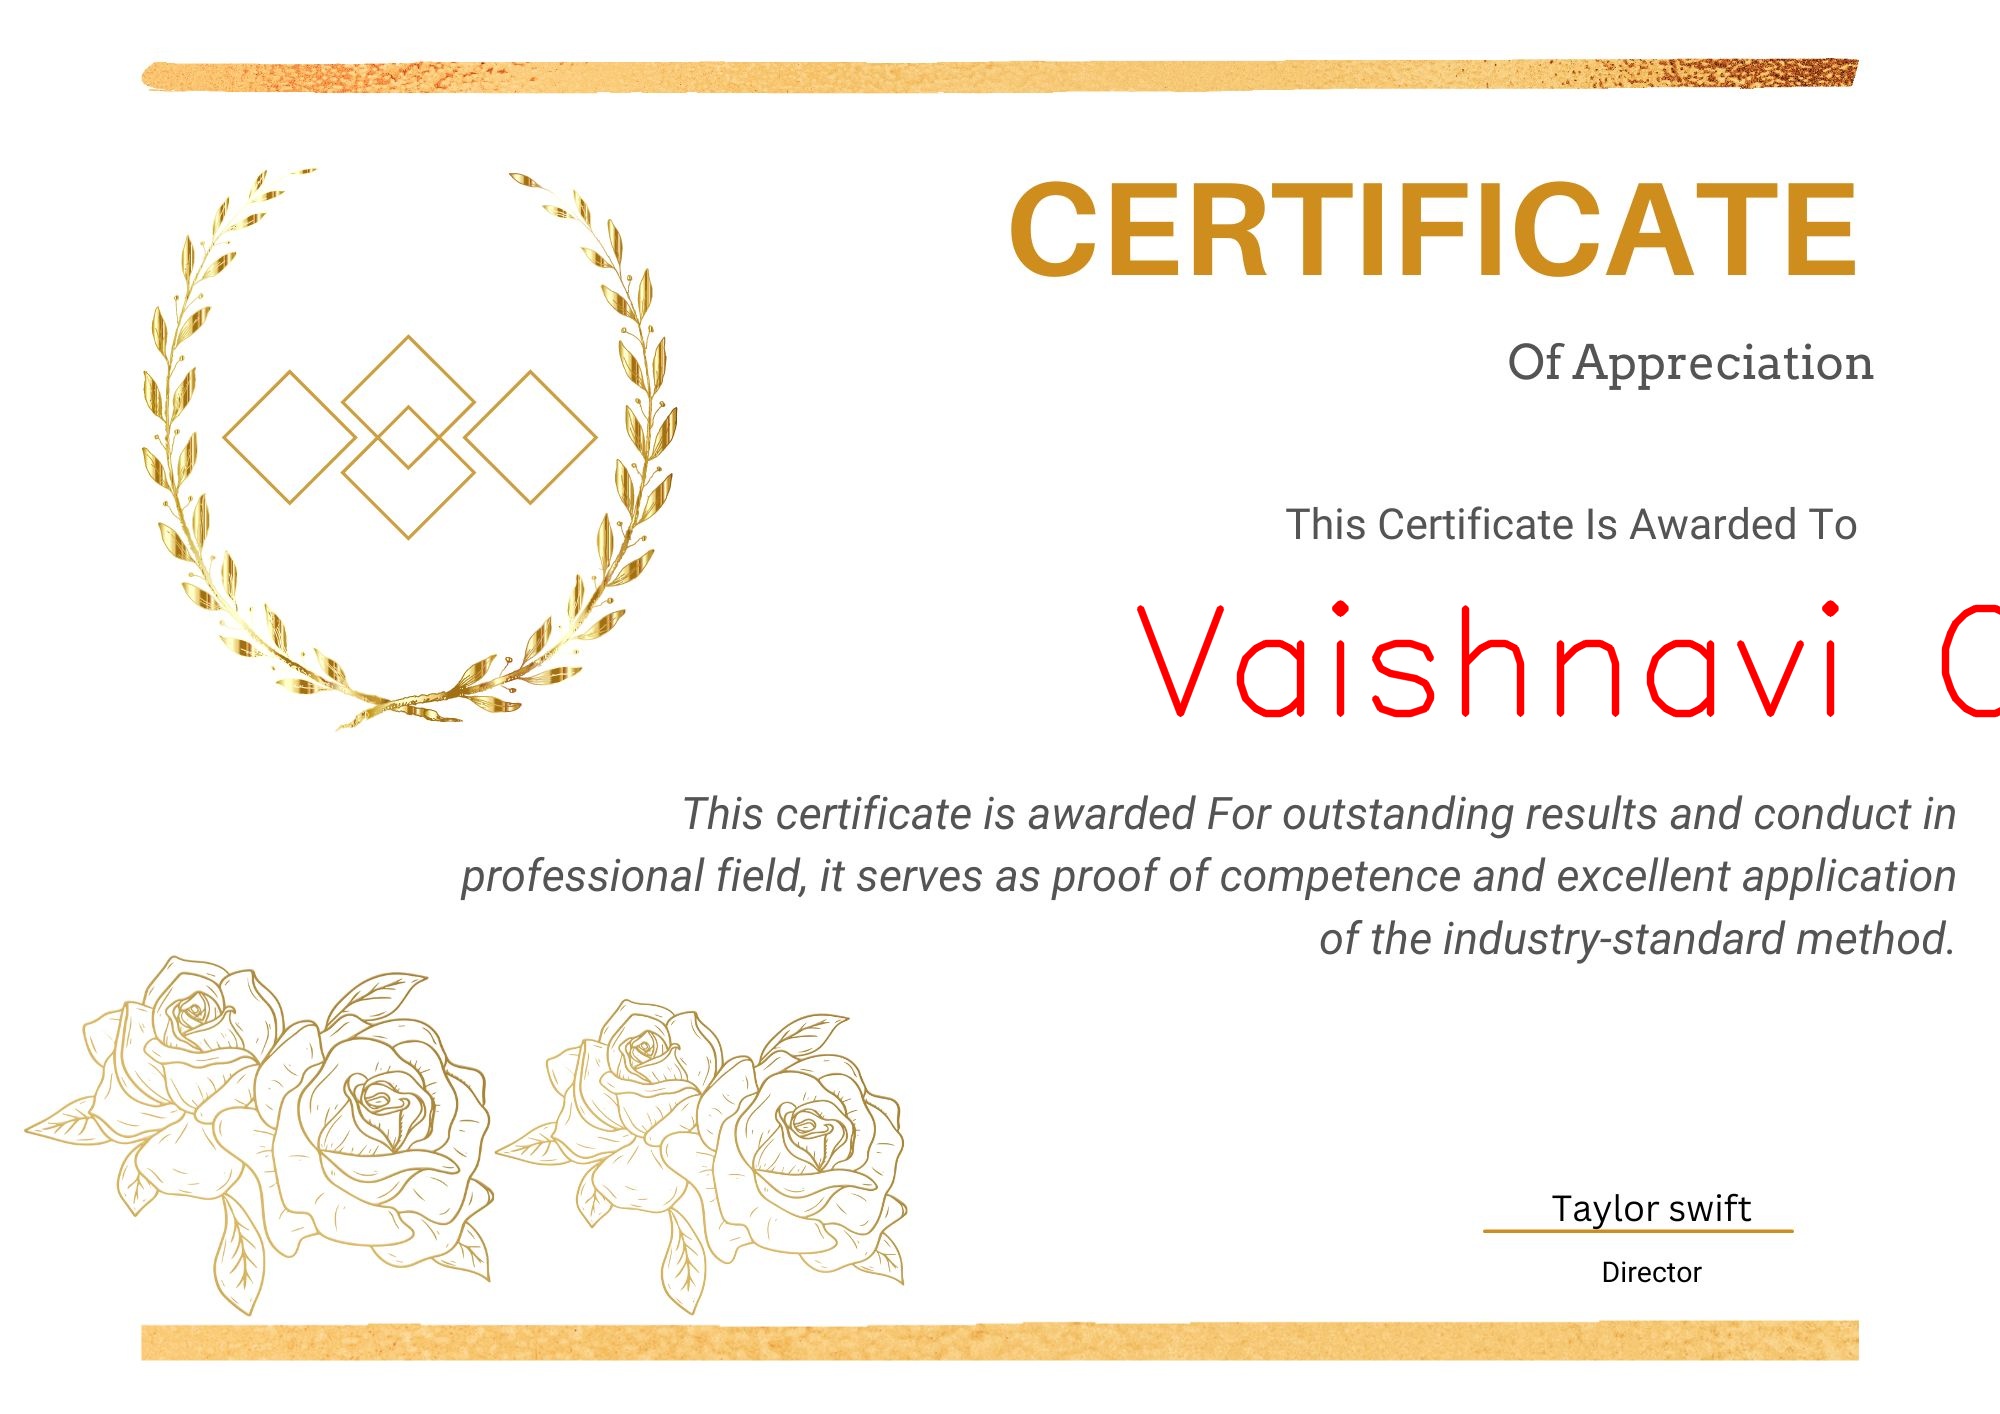 CERTIFICATE
Of Appreciation
This Certificate Is Awarded To
Vaishnavi
This certificate is awarded For outstanding results and conduct in
professional field, it serves as proof of competence and excellent application
of the industry-standard method.
Taylor swift
Director